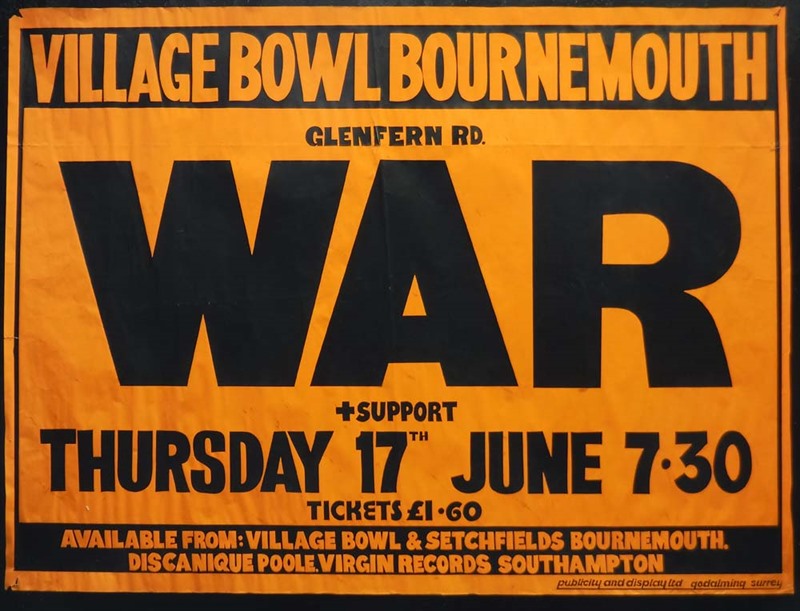 VILLAGE BOWL BOURNEMOUTH
GLENFERN RD.
WAR
+SUPPORT
THURSDAY 17TH JUNE 7·30
TICKETS £1·60
AVAILABLE FROM: VILLAGE BOWL & SETCHFIELDS BOURNEMOUTH.
DISCANIQUE POOLE. VIRGIN RECORDS SOUTHAMPTON
publicity and display ltd godalming surrey